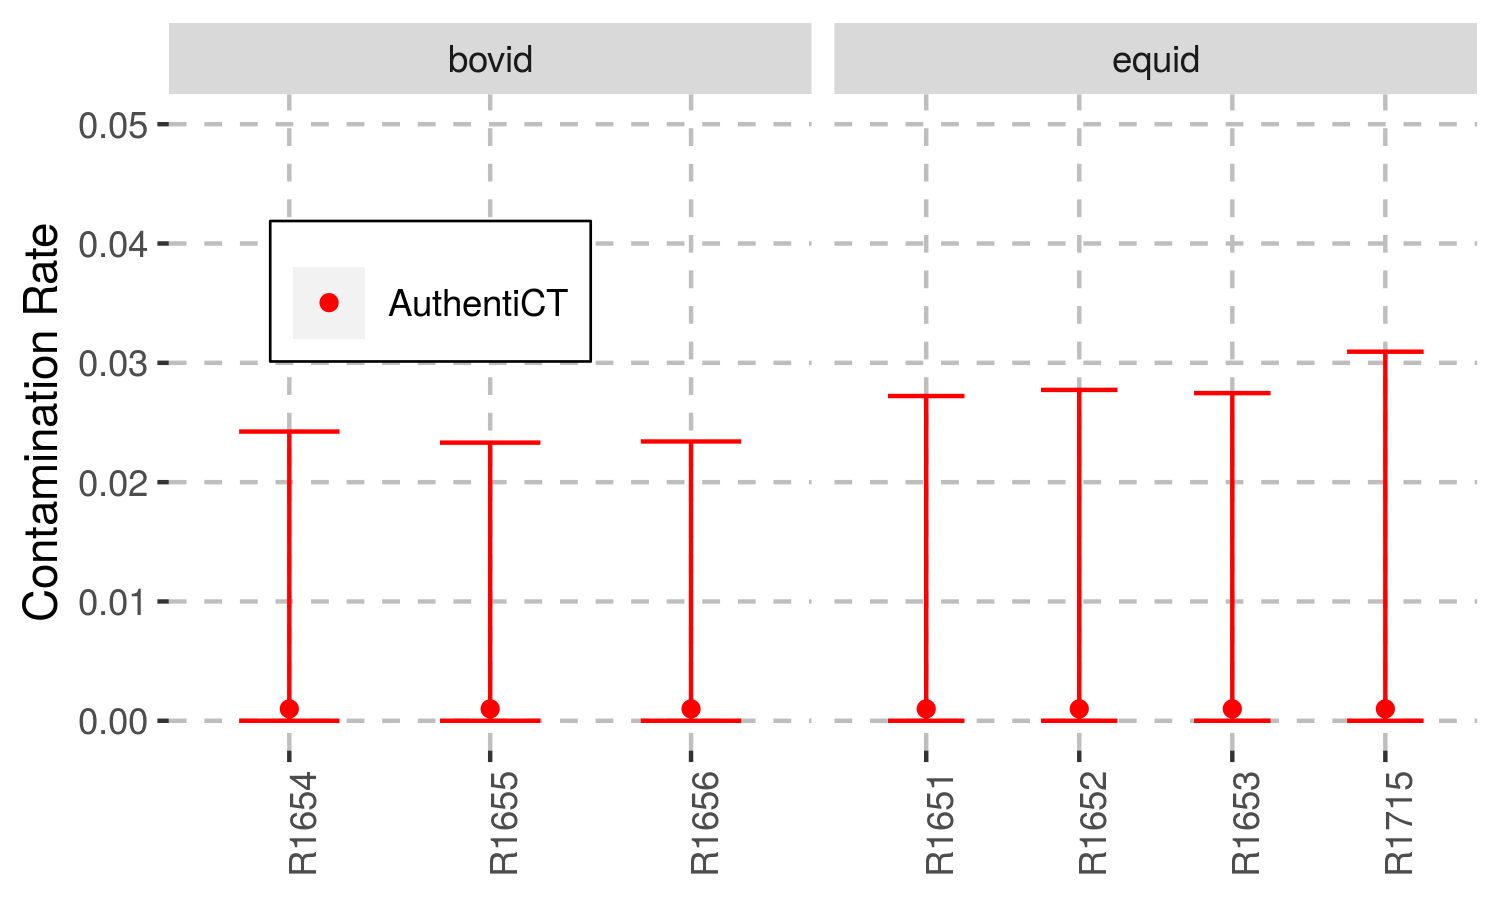 bovid
equid
Contamination Rate
0.05
0.04
0.03
0.02
0.01
0.00
AuthentiCT
R1654
R1655
R1656
R1651
R1652
R1653
R1715